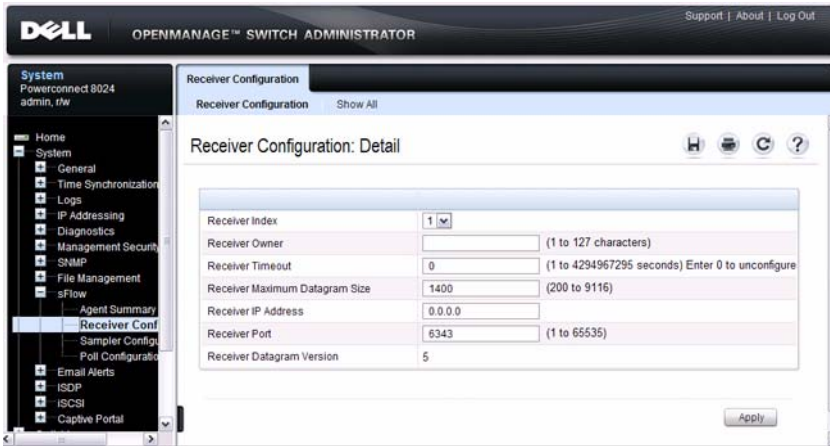 Support | About | Log Out
DELL
OPENMANAGE™ SWITCH ADMINISTRATOR
System
Powerconnect 8024
admin, r/w
Home
System
General
Time Synchronization
Logs
IP Addressing
Diagnostics
Management Security
SNMP
File Management
sFlow
Agent Summary
Receiver Conf
Sampler Configu
Poll Configuratio
Email Alerts
ISDP
iSCSI
Captive Portal
Receiver Configuration
Receiver Configuration Show All
Receiver Configuration: Detail
Receiver Index 1
Receiver Owner (1 to 127 characters)
Receiver Timeout 0 (1 to 4294967295 seconds) Enter 0 to unconfigure
Receiver Maximum Datagram Size 1400 (200 to 9116)
Receiver IP Address 0.0.0.0
Receiver Port 6343 (1 to 65535)
Receiver Datagram Version 5
Apply